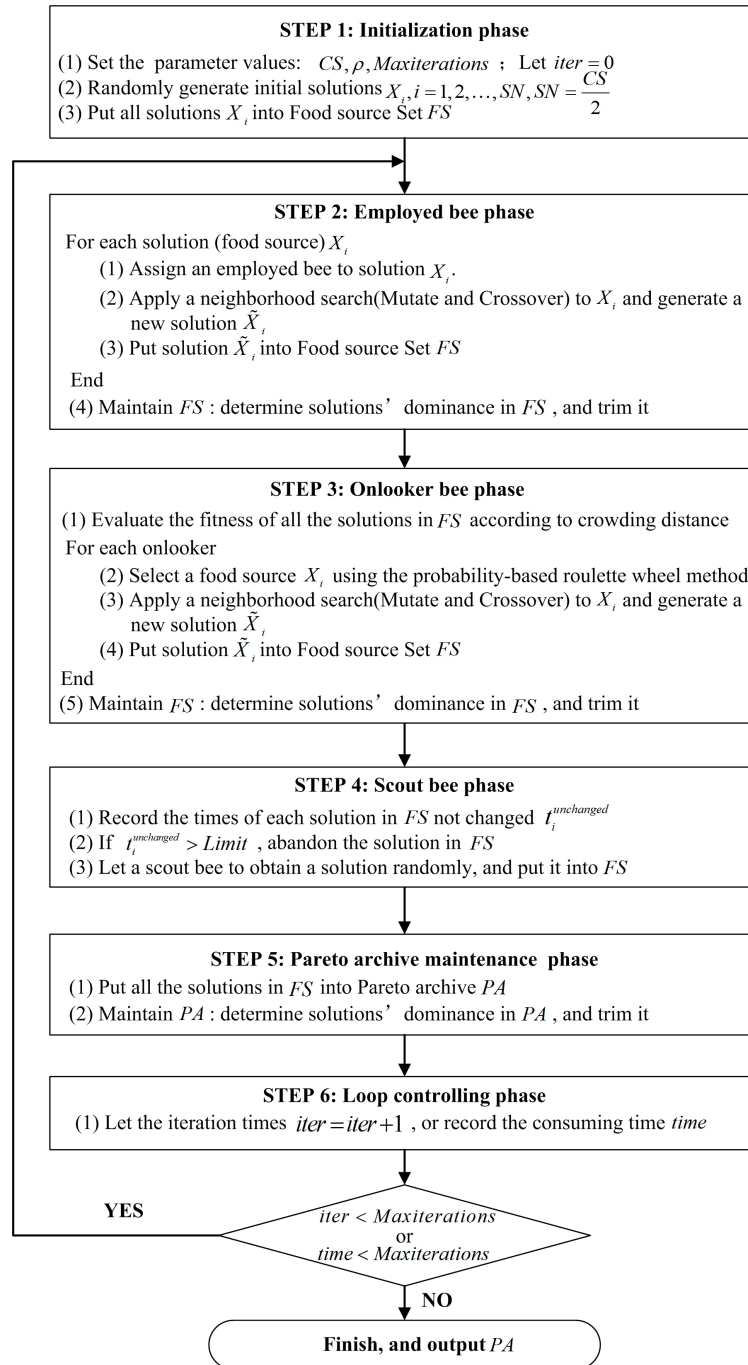 STEP 1: Initialization phase
(1) Set the parameter values: CS, ρ, Maxiterations ; Let iter = 0
(2) Randomly generate initial solutions X_i, i = 1, 2, ..., SN, SN = CS/2
(3) Put all solutions X_i into Food source Set FS
STEP 2: Employed bee phase
For each solution (food source) X_i
(1) Assign an employed bee to solution X_i.
(2) Apply a neighborhood search(Mutate and Crossover) to X_i and generate a
new solution X̃_i
(3) Put solution X̃_i into Food source Set FS
End
(4) Maintain FS : determine solutions’ dominance in FS , and trim it
STEP 3: Onlooker bee phase
(1) Evaluate the fitness of all the solutions in FS according to crowding distance
For each onlooker
(2) Select a food source X_i using the probability-based roulette wheel method
(3) Apply a neighborhood search(Mutate and Crossover) to X_i and generate a
new solution X̃_i
(4) Put solution X̃_i into Food source Set FS
End
(5) Maintain FS : determine solutions’ dominance in FS , and trim it
STEP 4: Scout bee phase
(1) Record the times of each solution in FS not changed t_i^unchanged
(2) If t_i^unchanged > Limit , abandon the solution in FS
(3) Let a scout bee to obtain a solution randomly, and put it into FS
STEP 5: Pareto archive maintenance phase
(1) Put all the solutions in FS into Pareto archive PA
(2) Maintain PA : determine solutions’ dominance in PA , and trim it
STEP 6: Loop controlling phase
(1) Let the iteration times iter = iter + 1 , or record the consuming time time
YES
iter < Maxiterations
or
time < Maxiterations
NO
Finish, and output PA